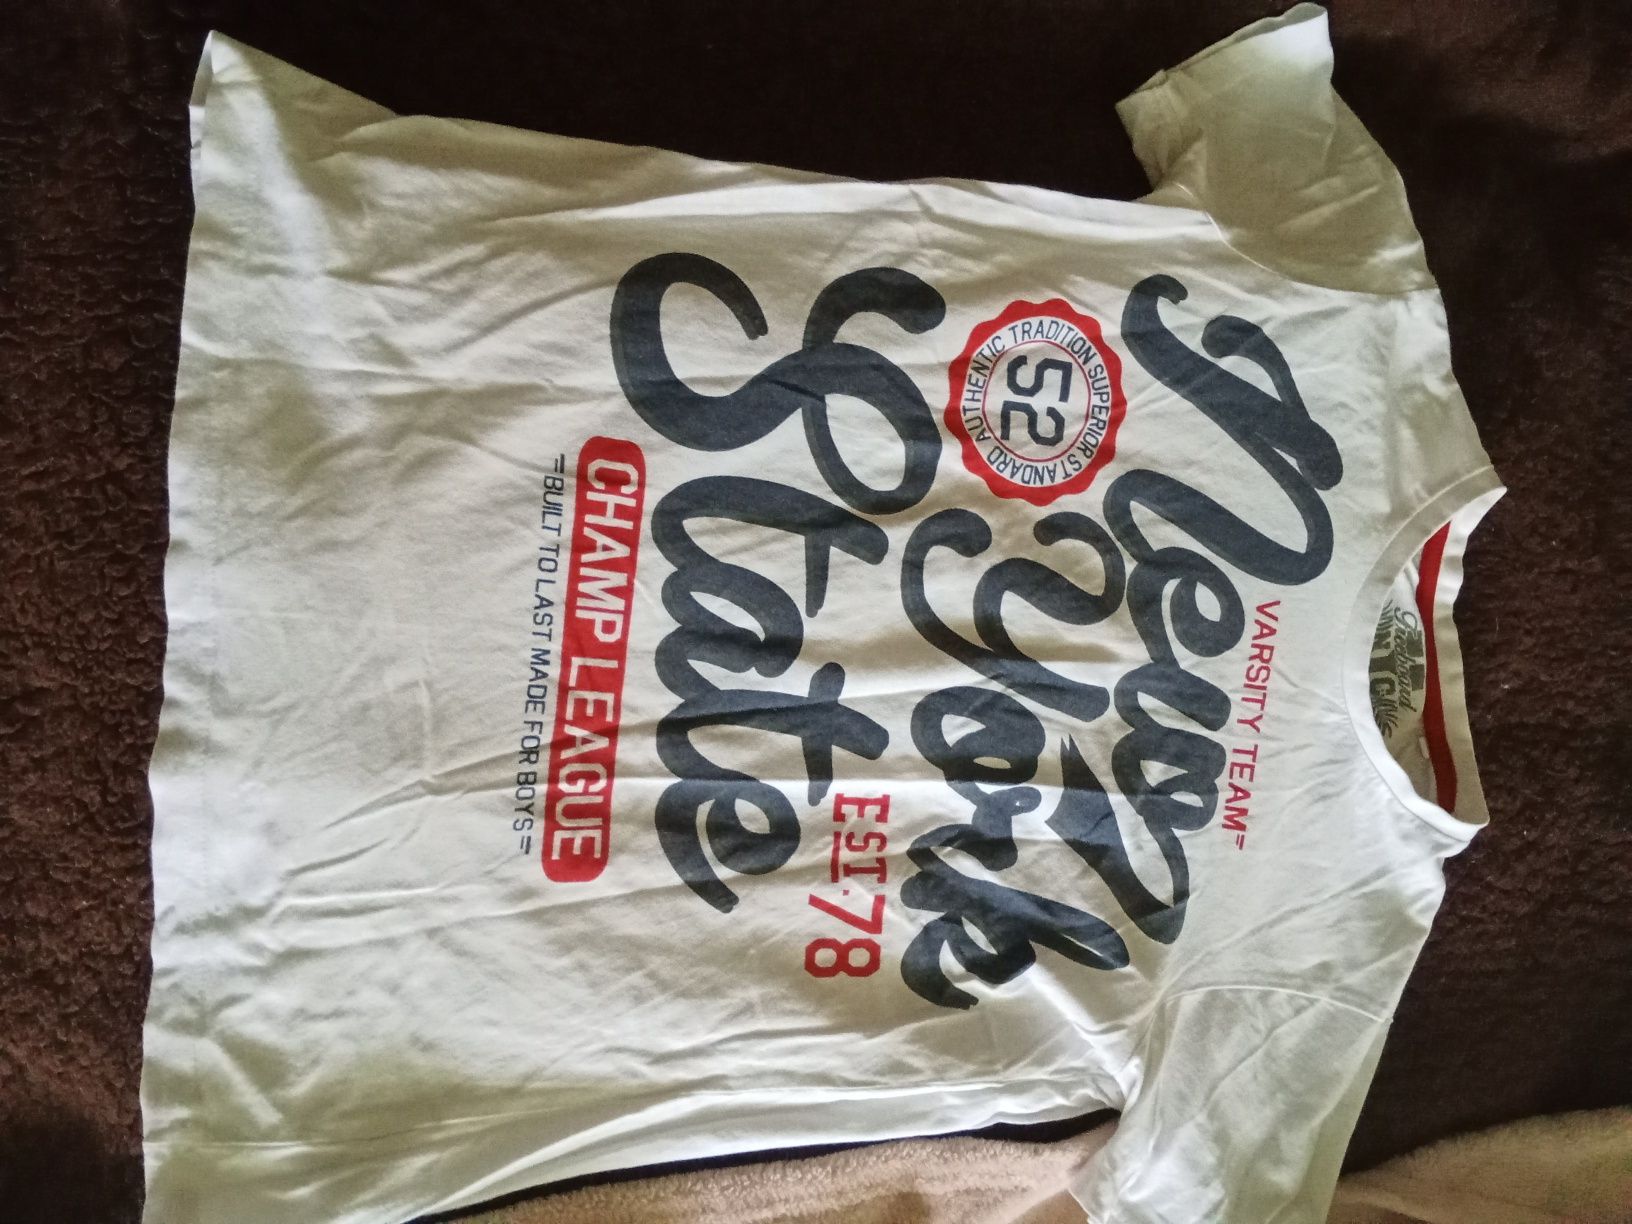 VARSITY TEAM=
New
AUTHENTIC TRADITION SUPERIOR STANDARD
52
York
State
EST. 78
CHAMP LEAGUE
=BUILT TO LAST MADE FOR BOYS=